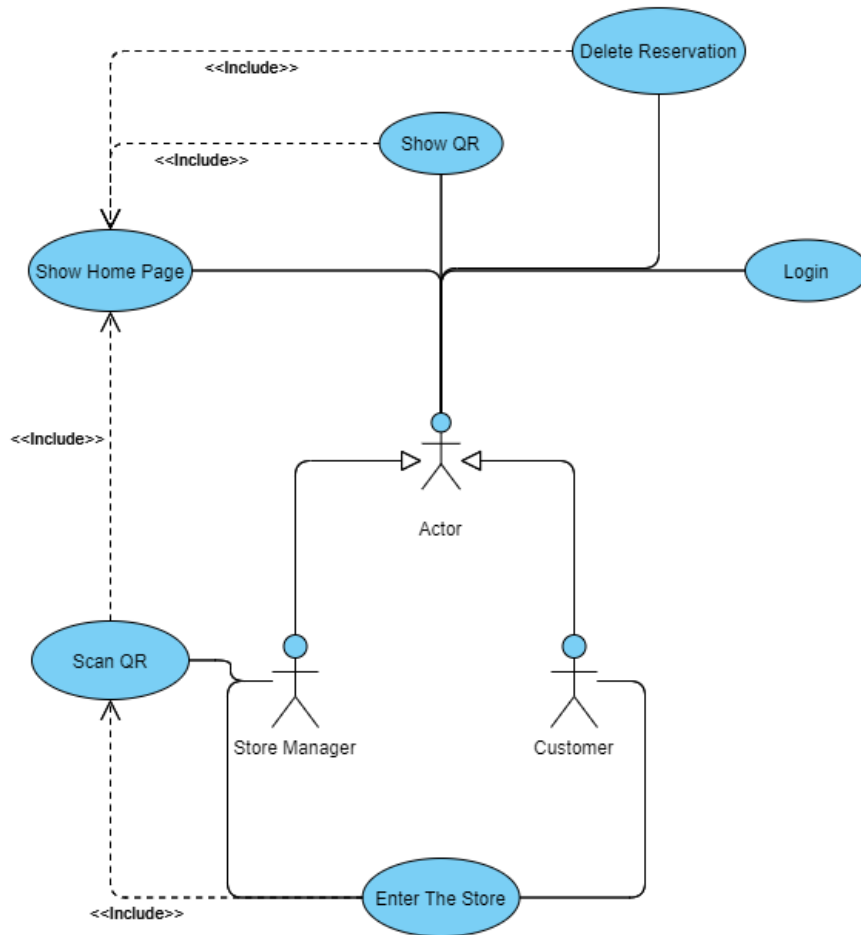 Delete Reservation
<<Include>>
Show QR
<<Include>>
Show Home Page
Login
<<Include>>
Actor
Scan QR
Store Manager
Customer
Enter The Store
<<Include>>